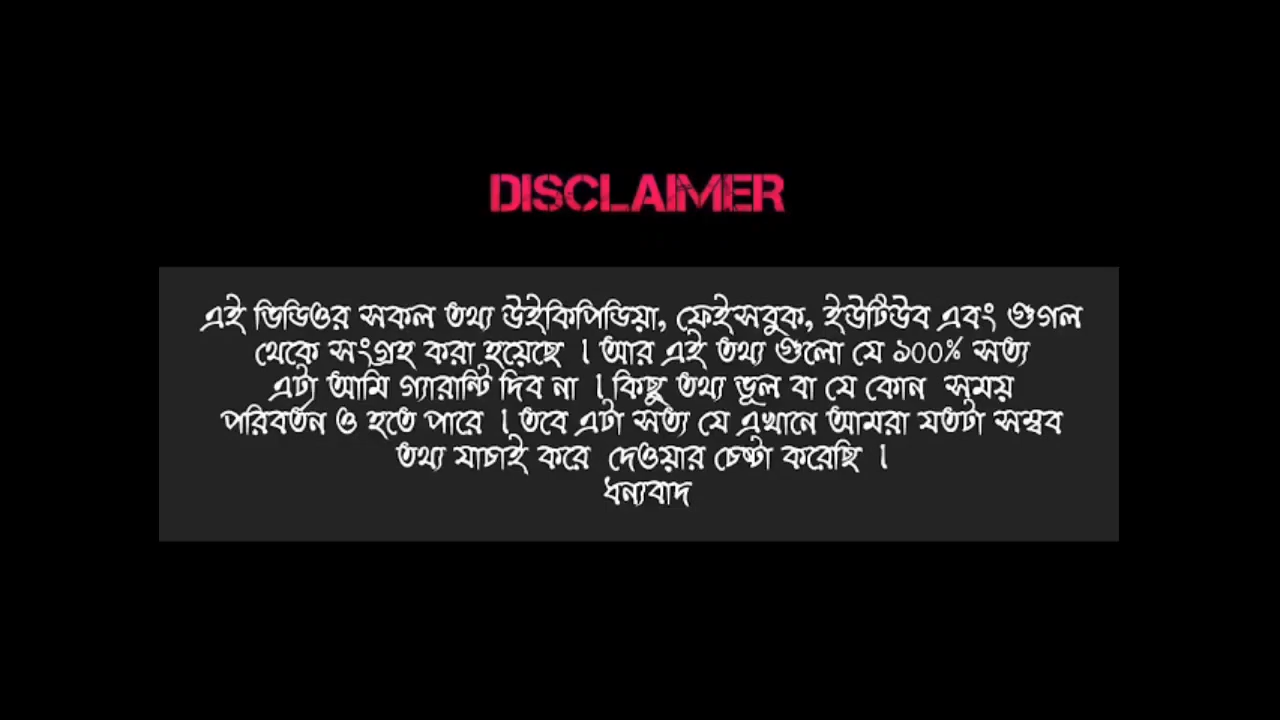 DISCLAIMER
এই ভিডিওর সকল তথ্য উইকিপিডিয়া, ফেইসবুক, ইউটিউব এবং গুগল
থেকে সংগ্রহ করা হয়েছে । আর এই তথ্য গুলো যে ১০০% সত্য
এটা আমি গ্যারান্টি দিব না । কিছু তথ্য ভূল বা যে কোন সময়
পরিবর্তন ও হতে পারে । তবে এটা সত্য যে এখানে আমরা যতটা সম্বব
তথ্য যাচাই করে দেওয়ার চেষ্টা করেছি ।
ধন্যবাদ